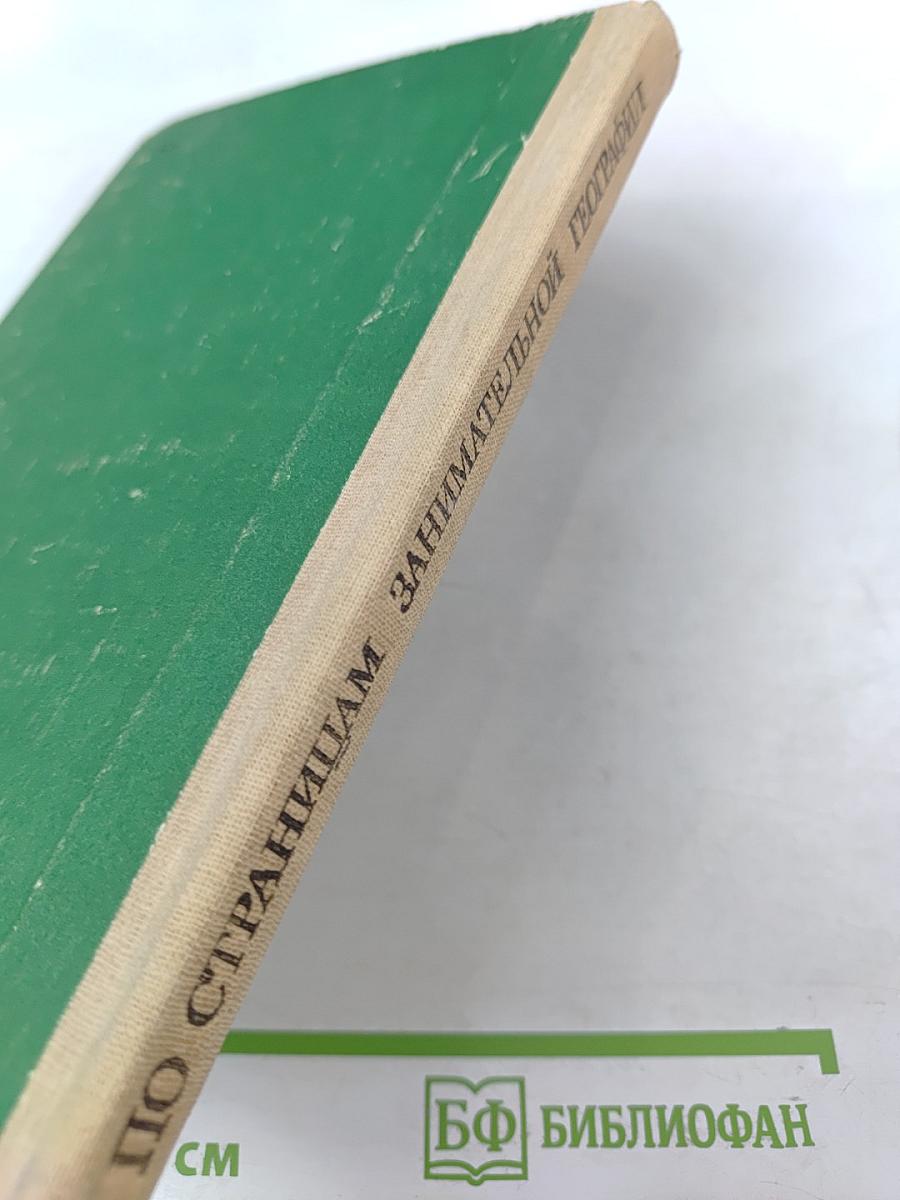 ПО СТРАНИЦАМ ЗАНИМАТЕЛЬНОЙ ГЕОГРАФИИ
СМ
БФ БИБЛИОФАН